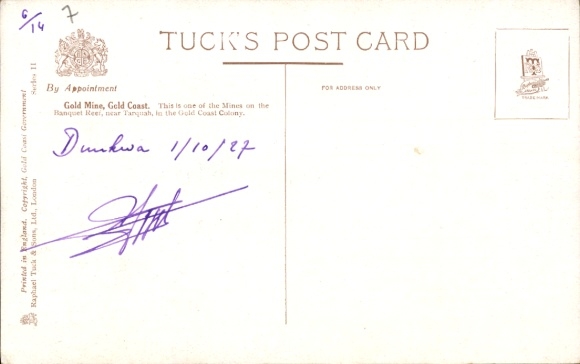 6/14
7
TUCK'S POST CARD
By Appointment
FOR ADDRESS ONLY
Gold Mine, Gold Coast. This is one of the Mines on the
Banquet Reef, near Tarquah, in the Gold Coast Colony.
Dunkwa 1/10/27
Printed in England. Copyright, Gold Coast Government
Raphael Tuck & Sons, Ltd., London
Series II